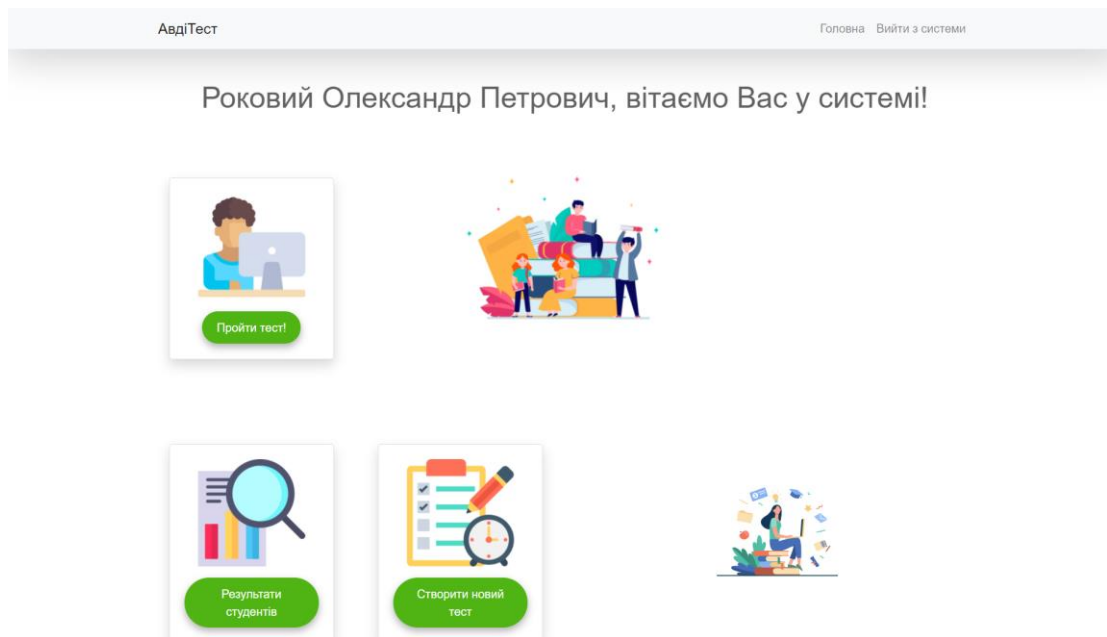 АвдіТест
Головна Вийти з системи
Роковий Олександр Петрович, вітаємо Вас у системі!
Пройти тест!
Результати
студентів
Створити новий
тест